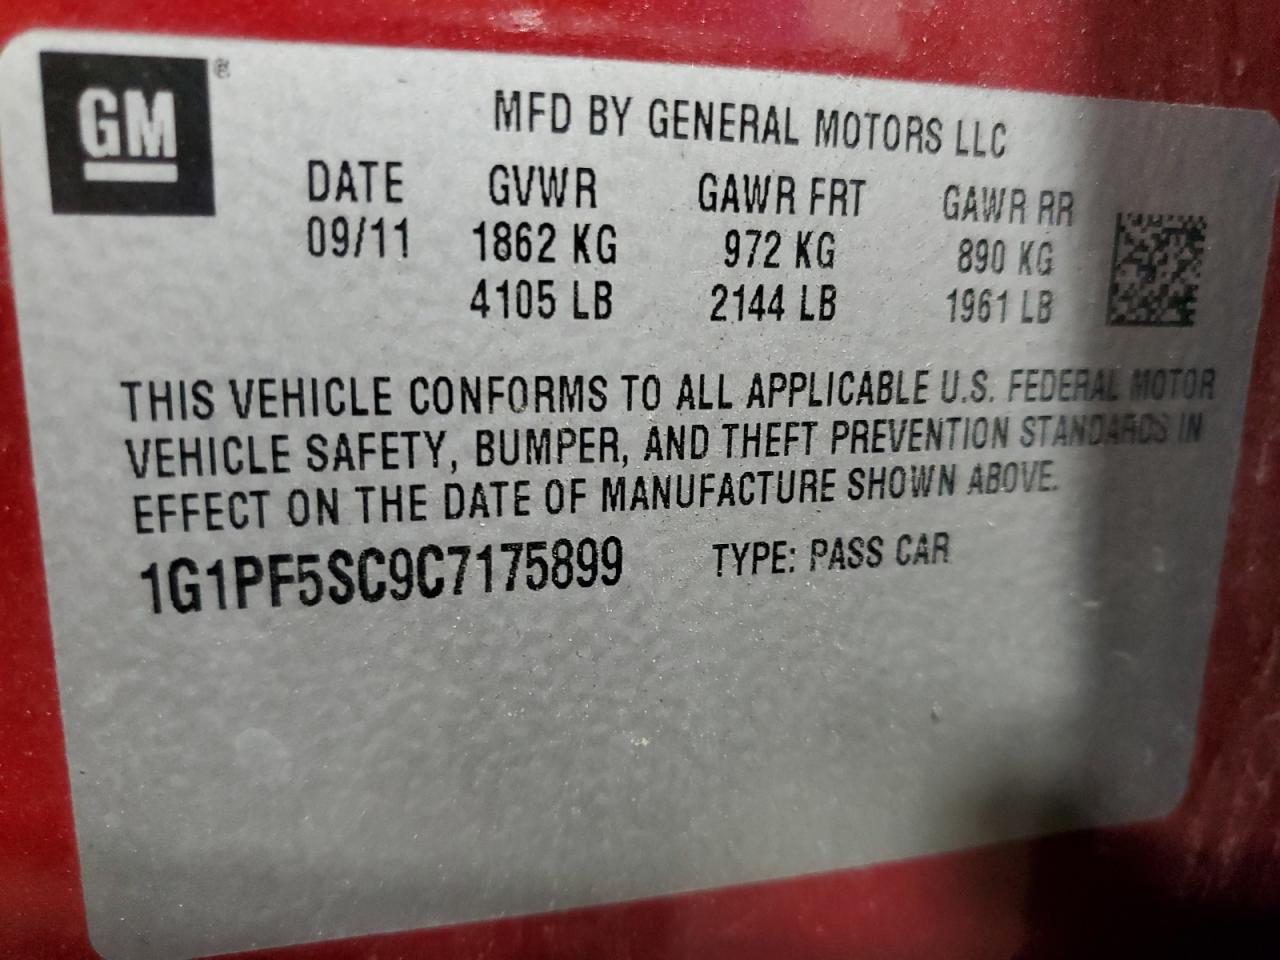 GM®
MFD BY GENERAL MOTORS LLC
DATE GVWR GAWR FRT GAWR RR
09/11 1862 KG 972 KG 890 KG
4105 LB 2144 LB 1961 LB
THIS VEHICLE CONFORMS TO ALL APPLICABLE U.S. FEDERAL MOTOR
VEHICLE SAFETY, BUMPER, AND THEFT PREVENTION STANDARDS IN
EFFECT ON THE DATE OF MANUFACTURE SHOWN ABOVE.
1G1PF5SC9C7175899 TYPE: PASS CAR